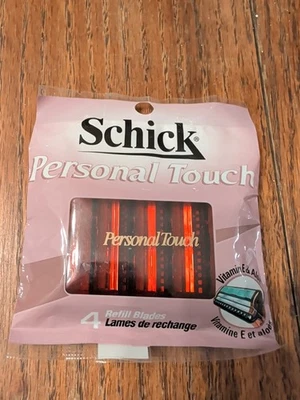 Schick®
Personal Touch
Personal Touch
Vitamin E & Aloe
4 Refill Blades
Lames de rechange
Vitamine E et aloès